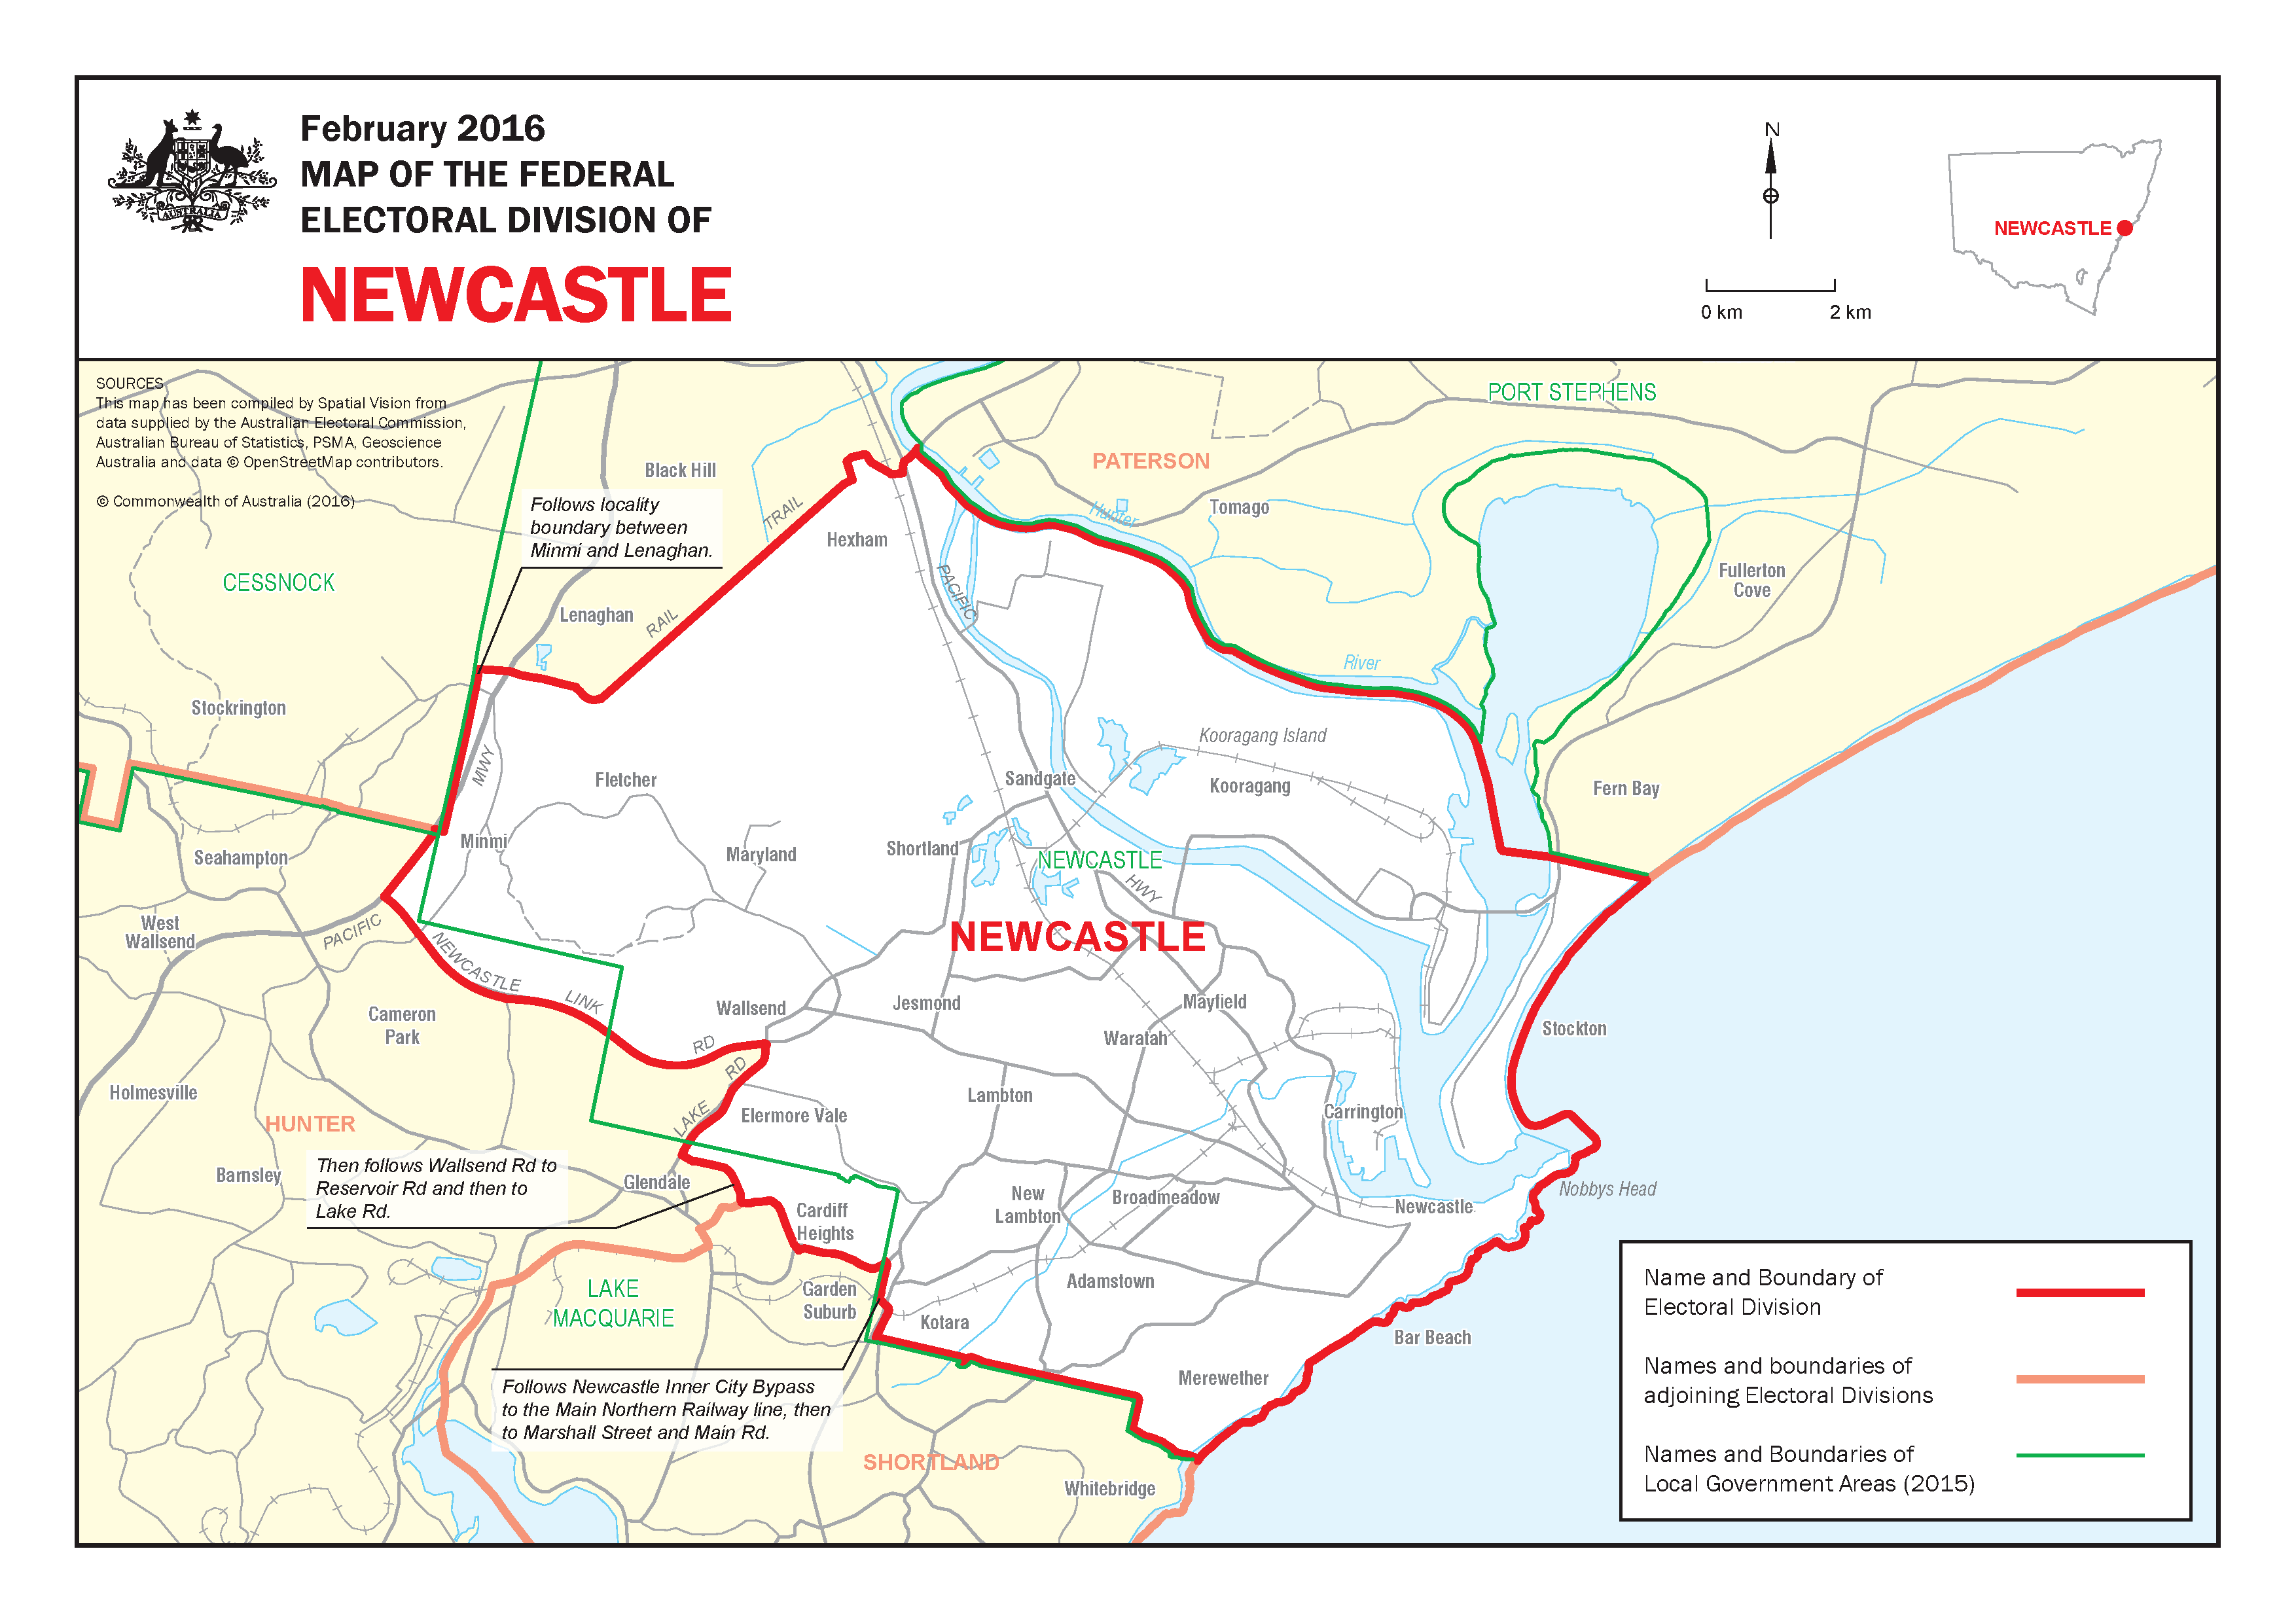 February 2016
MAP OF THE FEDERAL
ELECTORAL DIVISION OF
NEWCASTLE
AUSTRALIA
N
0 km
2 km
NEWCASTLE
SOURCES
This map has been compiled by Spatial Vision from
data supplied by the Australian Electoral Commission,
Australian Bureau of Statistics, PSMA, Geoscience
Australia and data © OpenStreetMap contributors.
© Commonwealth of Australia (2016)
PORT STEPHENS
PATERSON
Black Hill
Follows locality
boundary between
Minmi and Lenaghan.
TRAIL
Hunter
Tomago
Hexham
CESSNOCK
Fullerton
Cove
PACIFIC
Lenaghan
RAIL
River
Stockrington
Kooragang Island
MWY
Fletcher
Sandgate
Kooragang
Fern Bay
Minmi
Seahampton
Maryland
Shortland
NEWCASTLE
HWY
West
Wallsend
PACIFIC
NEWCASTLE
NEWCASTLE
LINK
RD
Cameron
Park
Wallsend
Jesmond
Mayfield
Waratah
Stockton
RD
LAKE
Holmesville
HUNTER
Elermore Vale
Lambton
Carrington
Then follows Wallsend Rd to
Reservoir Rd and then to
Lake Rd.
Barnsley
Glendale
Cardiff
Heights
New
Lambton
Broadmeadow
Newcastle
Nobbys Head
LAKE
MACQUARIE
Garden
Suburb
Kotara
Adamstown
Bar Beach
Merewether
Follows Newcastle Inner City Bypass
to the Main Northern Railway line, then
to Marshall Street and Main Rd.
SHORTLAND
Whitebridge
Name and Boundary of
Electoral Division
Names and boundaries of
adjoining Electoral Divisions
Names and Boundaries of
Local Government Areas (2015)